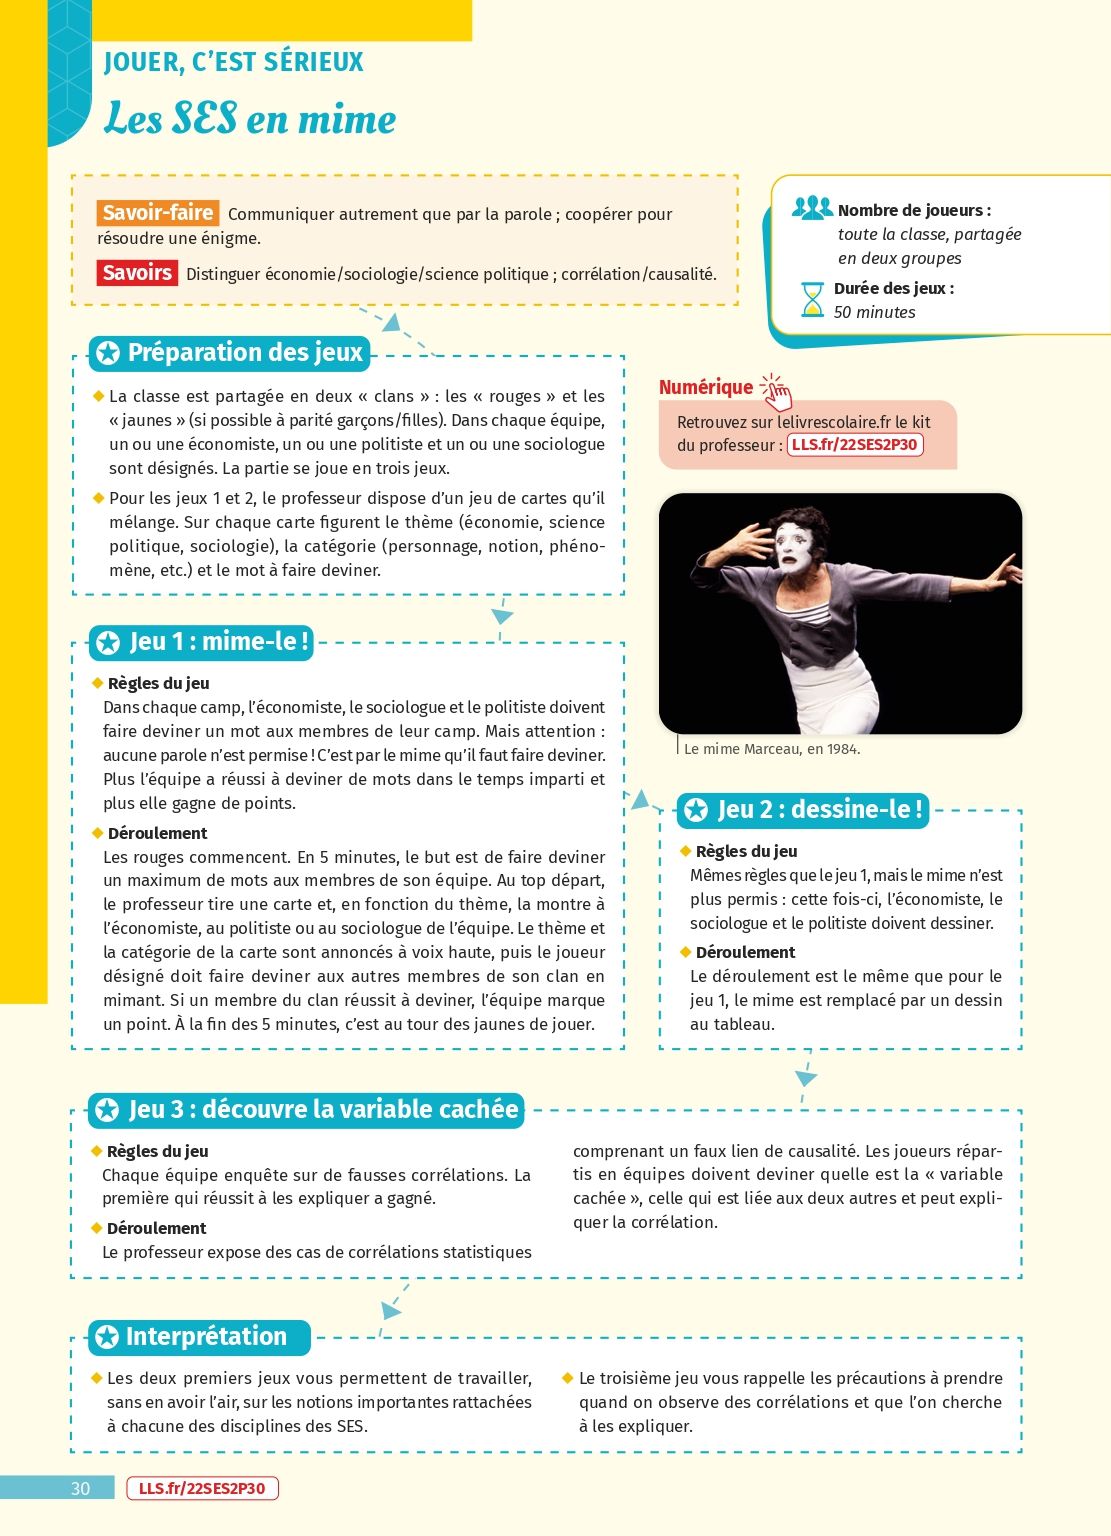 JOUER, C'EST SÉRIEUX
Les SES en mime
Savoir-faire Communiquer autrement que par la parole ; coopérer pour
résoudre une énigme.
Savoirs Distinguer économie/sociologie/science politique ; corrélation/causalité.
Nombre de joueurs :
toute la classe, partagée
en deux groupes
Durée des jeux :
50 minutes
Préparation des jeux
La classe est partagée en deux « clans » : les « rouges » et les
« jaunes » (si possible à parité garçons/filles). Dans chaque équipe,
un ou une économiste, un ou une politiste et un ou une sociologue
sont désignés. La partie se joue en trois jeux.
Pour les jeux 1 et 2, le professeur dispose d'un jeu de cartes qu'il
mélange. Sur chaque carte figurent le thème (économie, science
politique, sociologie), la catégorie (personnage, notion, phéno-
mène, etc.) et le mot à faire deviner.
Numérique
Retrouvez sur lelivrescolaire.fr le kit
du professeur : LLS.fr/22SES2P30
Le mime Marceau, en 1984.
Jeu 1 : mime-le !
Règles du jeu
Dans chaque camp, l'économiste, le sociologue et le politiste doivent
faire deviner un mot aux membres de leur camp. Mais attention :
aucune parole n'est permise ! C'est par le mime qu'il faut faire deviner.
Plus l'équipe a réussi à deviner de mots dans le temps imparti et
plus elle gagne de points.
Déroulement
Les rouges commencent. En 5 minutes, le but est de faire deviner
un maximum de mots aux membres de son équipe. Au top départ,
le professeur tire une carte et, en fonction du thème, la montre à
l'économiste, au politiste ou au sociologue de l'équipe. Le thème et
la catégorie de la carte sont annoncés à voix haute, puis le joueur
désigné doit faire deviner aux autres membres de son clan en
mimant. Si un membre du clan réussit à deviner, l'équipe marque
un point. À la fin des 5 minutes, c'est au tour des jaunes de jouer.
Jeu 2 : dessine-le !
Règles du jeu
Mêmes règles que le jeu 1, mais le mime n'est
plus permis : cette fois-ci, l'économiste, le
sociologue et le politiste doivent dessiner.
Déroulement
Le déroulement est le même que pour le
jeu 1, le mime est remplacé par un dessin
au tableau.
Jeu 3 : découvre la variable cachée
Règles du jeu
Chaque équipe enquête sur de fausses corrélations. La
première qui réussit à les expliquer a gagné.
Déroulement
Le professeur expose des cas de corrélations statistiques
comprenant un faux lien de causalité. Les joueurs répar-
tis en équipes doivent deviner quelle est la « variable
cachée », celle qui est liée aux deux autres et peut expli-
quer la corrélation.
Interprétation
Les deux premiers jeux vous permettent de travailler,
sans en avoir l'air, sur les notions importantes rattachées
à chacune des disciplines des SES.
Le troisième jeu vous rappelle les précautions à prendre
quand on observe des corrélations et que l'on cherche
à les expliquer.
30
LLS.fr/22SES2P30